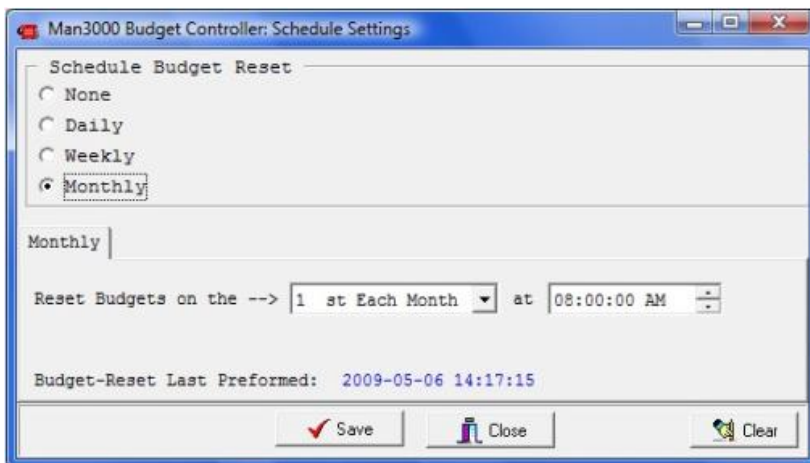 Man3000 Budget Controller: Schedule Settings
Schedule Budget Reset
None
Daily
Weekly
Monthly
Monthly
Reset Budgets on the --> 1 st Each Month at 08:00:00 AM
Budget-Reset Last Preformed: 2009-05-06 14:17:15
Save Close Clear